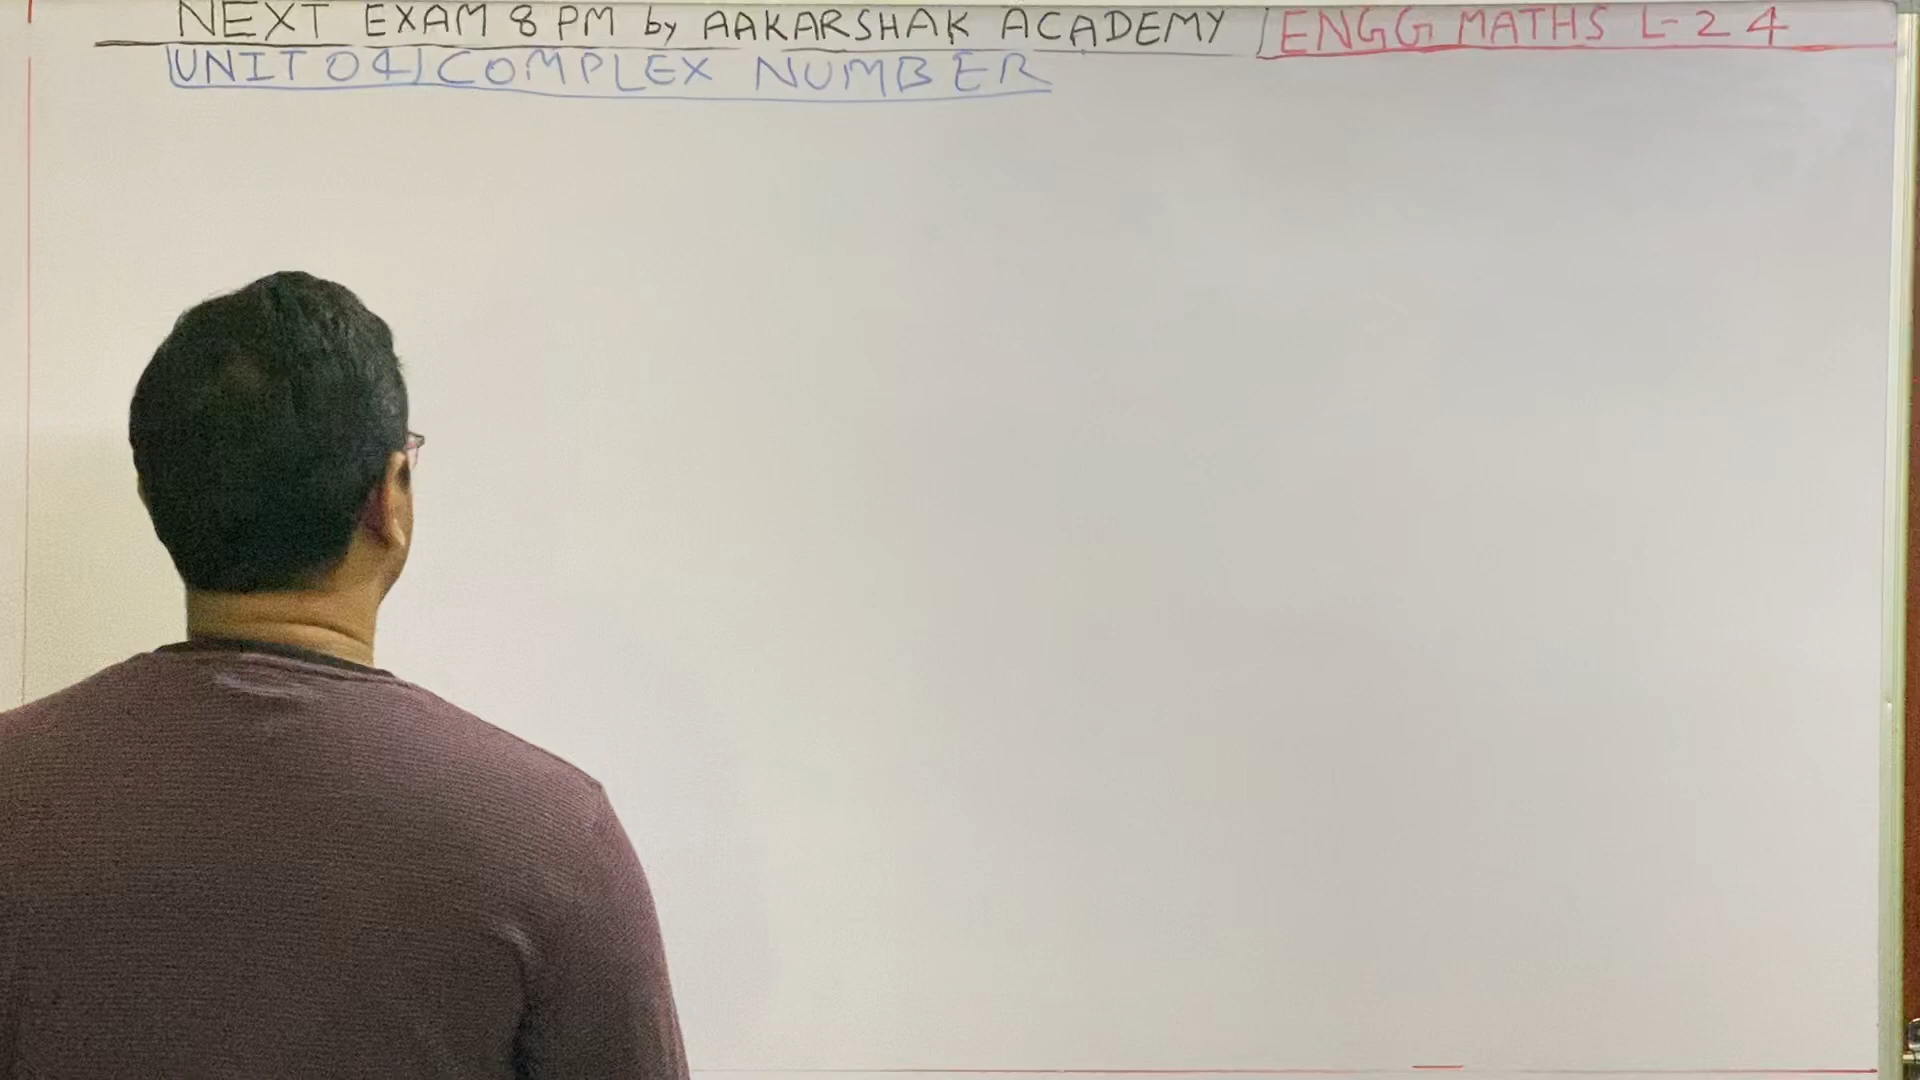 NEXT EXAM 8 PM by AAKARSHAK ACADEMY | ENGG MATHS L-24
UNIT 04 | COMPLEX NUMBER